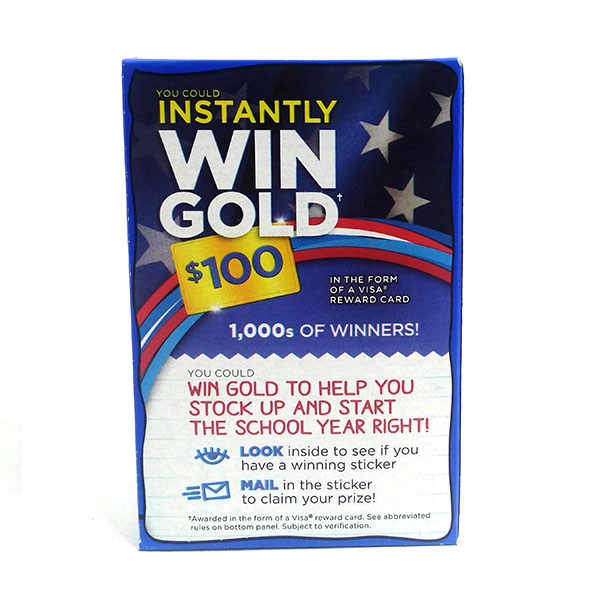 YOU COULD
INSTANTLY
WIN
GOLD†
$100
IN THE FORM
OF A VISA®
REWARD CARD
1,000s OF WINNERS!
YOU COULD
WIN GOLD TO HELP YOU
STOCK UP AND START
THE SCHOOL YEAR RIGHT!
LOOK inside to see if you
have a winning sticker
MAIL in the sticker
to claim your prize!
†Awarded in the form of a Visa® reward card. See abbreviated
rules on bottom panel. Subject to verification.